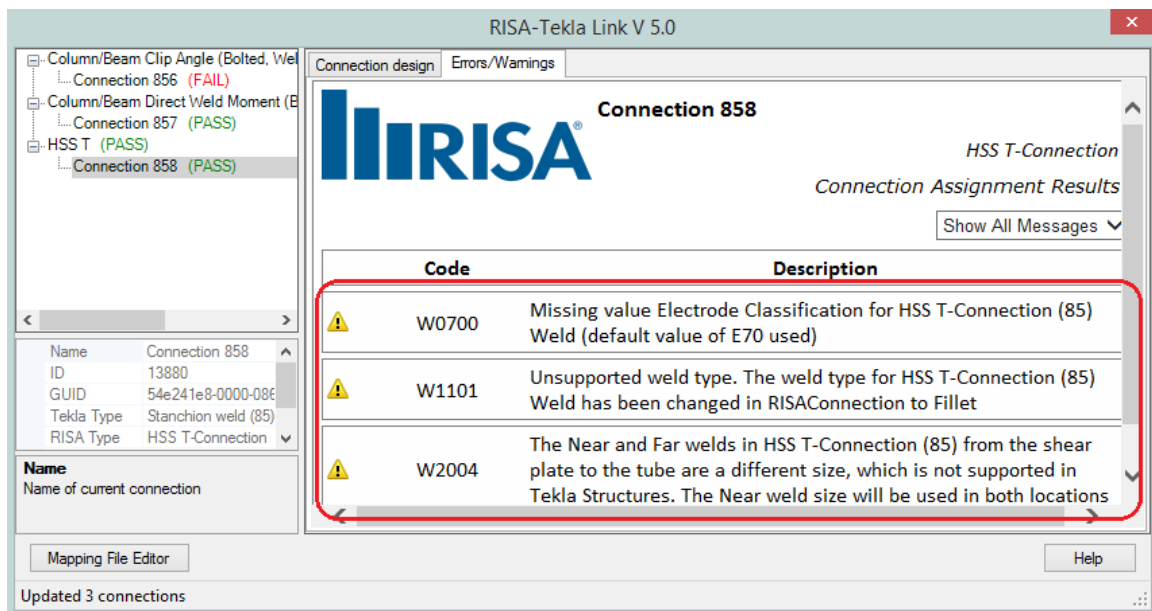 RISA-Tekla Link V 5.0
Column/Beam Clip Angle (Bolted, Wel
Connection 856 (FAIL)
Column/Beam Direct Weld Moment (B
Connection 857 (PASS)
HSS T (PASS)
Connection 858 (PASS)
Name Connection 858
ID 13880
GUID 54e241e8-0000-086
Tekla Type Stanchion weld (85)
RISA Type HSS T-Connection
Name
Name of current connection
Connection design Errors/Warnings
RISA®
Connection 858
HSS T-Connection
Connection Assignment Results
Show All Messages
Code Description
W0700 Missing value Electrode Classification for HSS T-Connection (85)
Weld (default value of E70 used)
W1101 Unsupported weld type. The weld type for HSS T-Connection (85)
Weld has been changed in RISAConnection to Fillet
The Near and Far welds in HSS T-Connection (85) from the shear
W2004 plate to the tube are a different size, which is not supported in
Tekla Structures. The Near weld size will be used in both locations
Mapping File Editor Help
Updated 3 connections